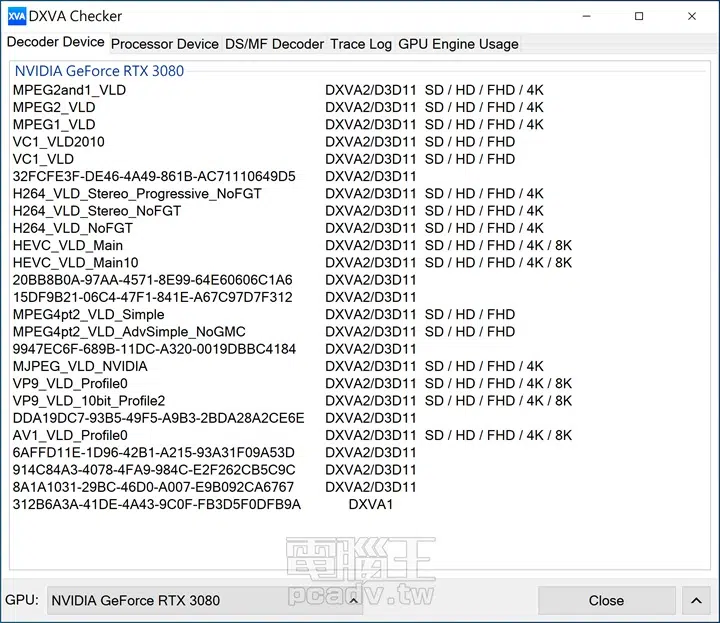 XVA DXVA Checker
Decoder Device Processor Device DS/MF Decoder Trace Log GPU Engine Usage
NVIDIA GeForce RTX 3080
MPEG2and1_VLD DXVA2/D3D11 SD / HD / FHD / 4K
MPEG2_VLD DXVA2/D3D11 SD / HD / FHD / 4K
MPEG1_VLD DXVA2/D3D11 SD / HD / FHD / 4K
VC1_VLD2010 DXVA2/D3D11 SD / HD / FHD
VC1_VLD DXVA2/D3D11 SD / HD / FHD
32FCFE3F-DE46-4A49-861B-AC71110649D5 DXVA2/D3D11
H264_VLD_Stereo_Progressive_NoFGT DXVA2/D3D11 SD / HD / FHD / 4K
H264_VLD_Stereo_NoFGT DXVA2/D3D11 SD / HD / FHD / 4K
H264_VLD_NoFGT DXVA2/D3D11 SD / HD / FHD / 4K
HEVC_VLD_Main DXVA2/D3D11 SD / HD / FHD / 4K / 8K
HEVC_VLD_Main10 DXVA2/D3D11 SD / HD / FHD / 4K / 8K
20BB8B0A-97AA-4571-8E99-64E60606C1A6 DXVA2/D3D11
15DF9B21-06C4-47F1-841E-A67C97D7F312 DXVA2/D3D11
MPEG4pt2_VLD_Simple DXVA2/D3D11 SD / HD / FHD
MPEG4pt2_VLD_AdvSimple_NoGMC DXVA2/D3D11 SD / HD / FHD
9947EC6F-689B-11DC-A320-0019DBBC4184 DXVA2/D3D11
MJPEG_VLD_NVIDIA DXVA2/D3D11 SD / HD / FHD / 4K
VP9_VLD_Profile0 DXVA2/D3D11 SD / HD / FHD / 4K / 8K
VP9_VLD_10bit_Profile2 DXVA2/D3D11 SD / HD / FHD / 4K / 8K
DDA19DC7-93B5-49F5-A9B3-2BDA28A2CE6E DXVA2/D3D11
AV1_VLD_Profile0 DXVA2/D3D11 SD / HD / FHD / 4K / 8K
6AFFD11E-1D96-42B1-A215-93A31F09A53D DXVA2/D3D11
914C84A3-4078-4FA9-984C-E2F262CB5C9C DXVA2/D3D11
8A1A1031-29BC-46D0-A007-E9B092CA6767 DXVA2/D3D11
312B6A3A-41DE-4A43-9C0F-FB3D5F0DFB9A DXVA1
電腦王
pcadv.tw
GPU: NVIDIA GeForce RTX 3080 Close